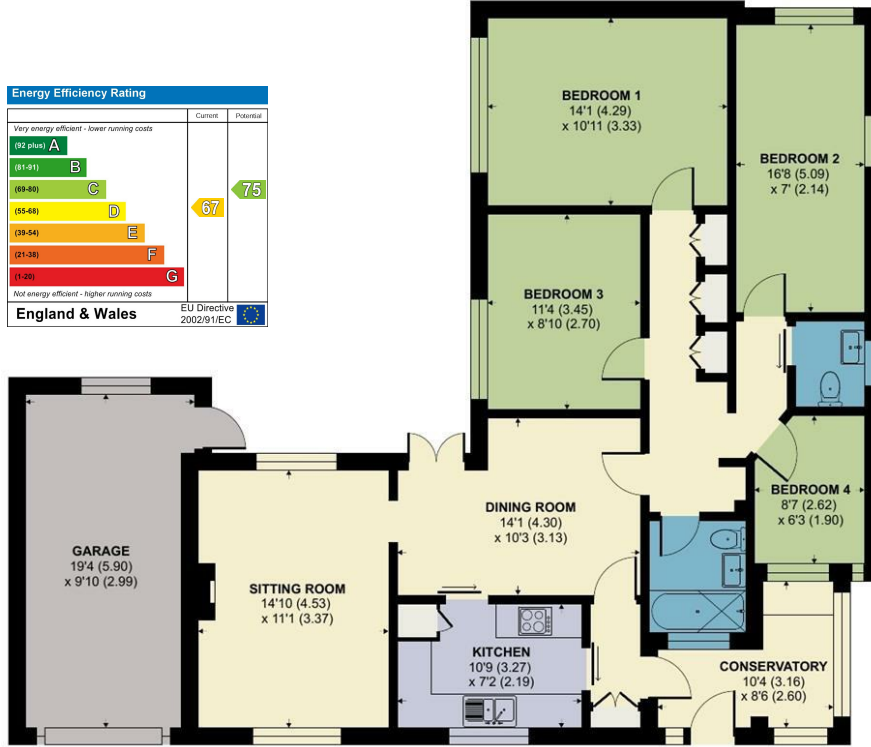 Energy Efficiency Rating
Current Potential
Very energy efficient - lower running costs
(92 plus) A
(81-91) B
(69-80) C
(55-68) D
(39-54) E
(21-38) F
(1-20) G
67
75
Not energy efficient - higher running costs
England & Wales
EU Directive
2002/91/EC
BEDROOM 1
14'1 (4.29)
x 10'11 (3.33)
BEDROOM 2
16'8 (5.09)
x 7' (2.14)
BEDROOM 3
11'4 (3.45)
x 8'10 (2.70)
BEDROOM 4
8'7 (2.62)
x 6'3 (1.90)
DINING ROOM
14'1 (4.30)
x 10'3 (3.13)
GARAGE
19'4 (5.90)
x 9'10 (2.99)
SITTING ROOM
14'10 (4.53)
x 11'1 (3.37)
KITCHEN
10'9 (3.27)
x 7'2 (2.19)
CONSERVATORY
10'4 (3.16)
x 8'6 (2.60)